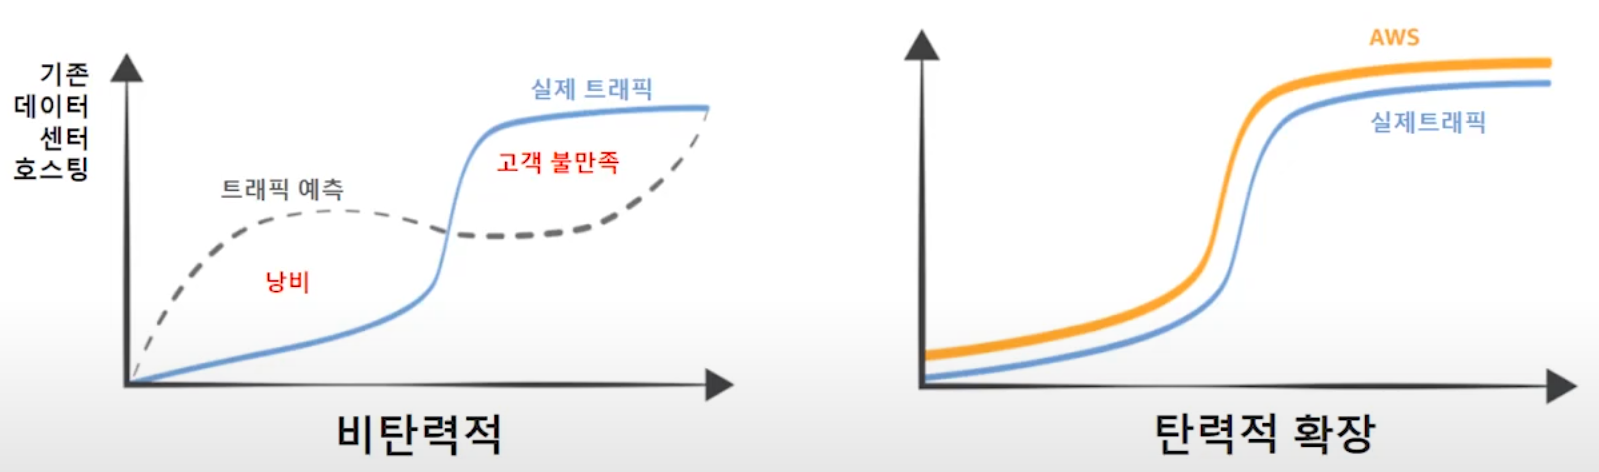 기존
데이터
센터
호스팅
실제 트래픽
고객 불만족
트래픽 예측
낭비
비탄력적
AWS
실제트래픽
탄력적 확장